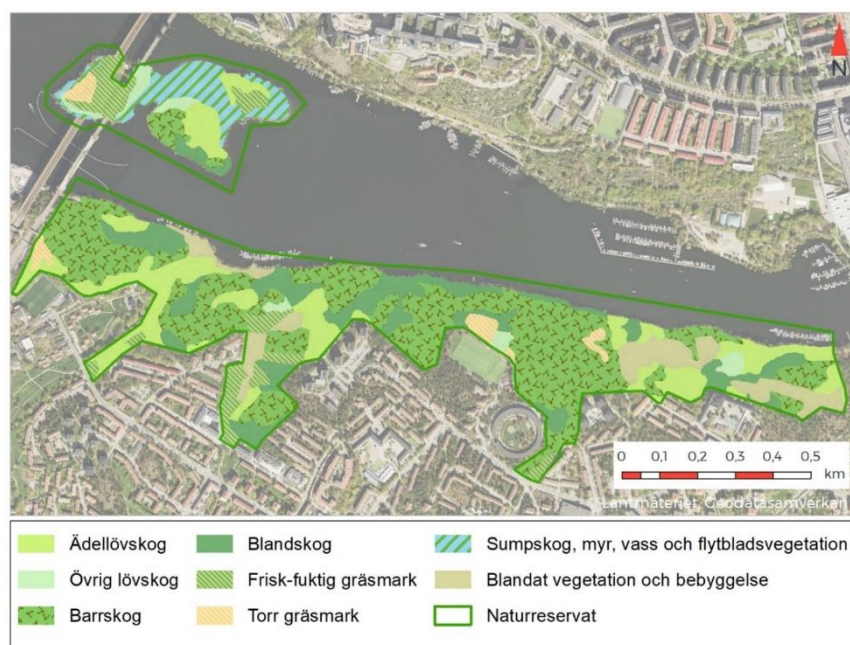 N
0 0,1 0,2 0,3 0,4 0,5
km
Lantmäteriet, Geodatasamverkan
Ädellövskog
Blandskog
Sumpskog, myr, vass och flytbladsvegetation
Övrig lövskog
Frisk-fuktig gräsmark
Blandat vegetation och bebyggelse
Barrskog
Torr gräsmark
Naturreservat